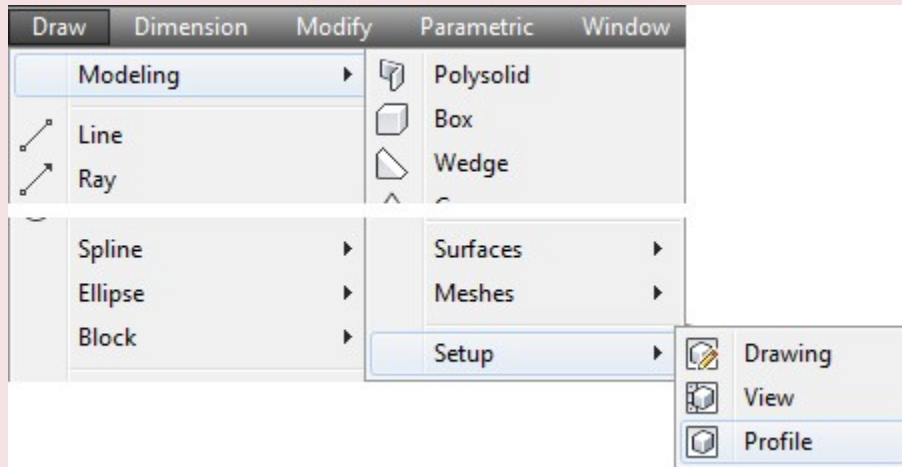 Draw Dimension Modify Parametric Window
Modeling
Line
Ray
Spline
Ellipse
Block
Polysolid
Box
Wedge
Surfaces
Meshes
Setup
Drawing
View
Profile